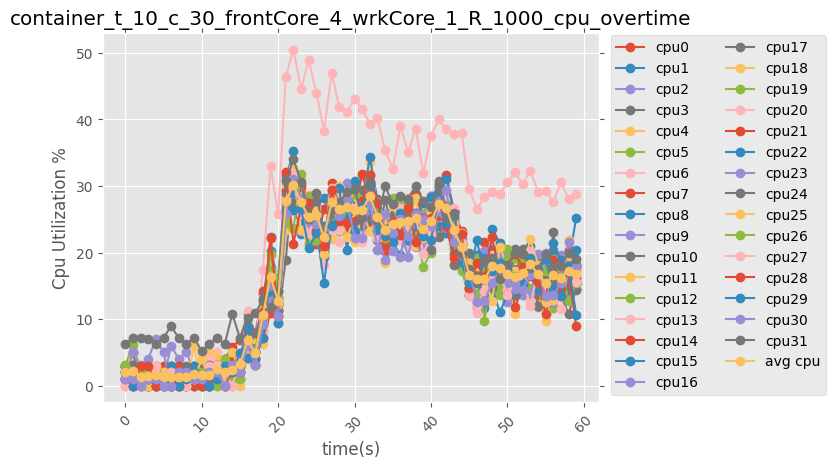 container_t_10_c_30_frontCore_4_wrkCore_1_R_1000_cpu_overtime
Cpu Utilization %
50
40
30
20
10
0
0
10
20
30
40
50
60
time(s)
cpu0
cpu1
cpu2
cpu3
cpu4
cpu5
cpu6
cpu7
cpu8
cpu9
cpu10
cpu11
cpu12
cpu13
cpu14
cpu15
cpu16
cpu17
cpu18
cpu19
cpu20
cpu21
cpu22
cpu23
cpu24
cpu25
cpu26
cpu27
cpu28
cpu29
cpu30
cpu31
avg cpu